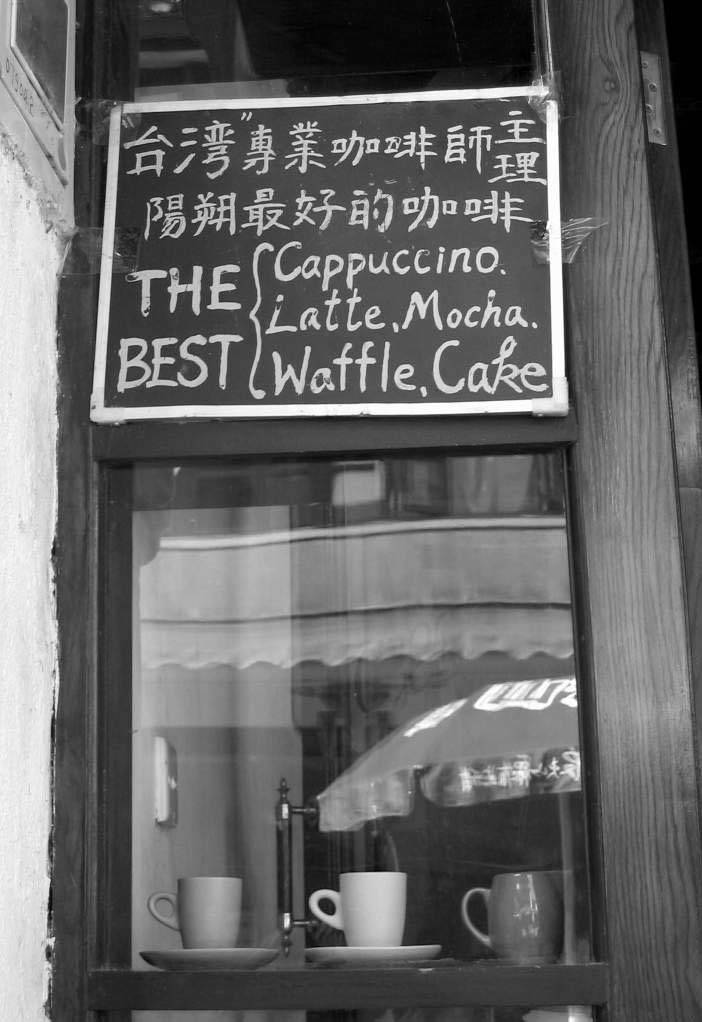 台湾"專業咖啡師主理
陽朔最好的咖啡
THE BEST { Cappuccino.
Latte.Mocha.
Waffle.Cake